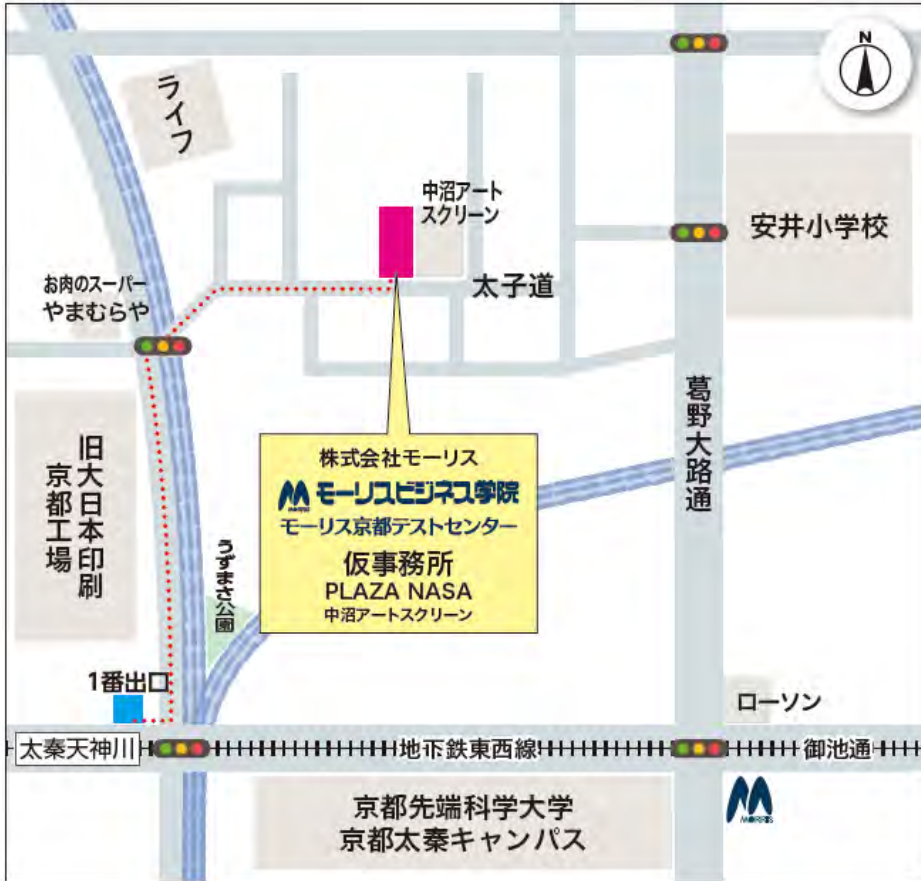 N
ライフ
中沼アート
スクリーン
安井小学校
お肉のスーパー
やまむらや
太子道
葛野大路通
旧大日本印刷
京都工場
株式会社モーリス
MORRIS
モーリスビジネス学院
モーリス京都テストセンター
仮事務所
PLAZA NASA
中沼アートスクリーン
うずまさ公園
1番出口
ローソン
太秦天神川
地下鉄東西線
御池通
京都先端科学大学
京都太秦キャンパス
MORRIS